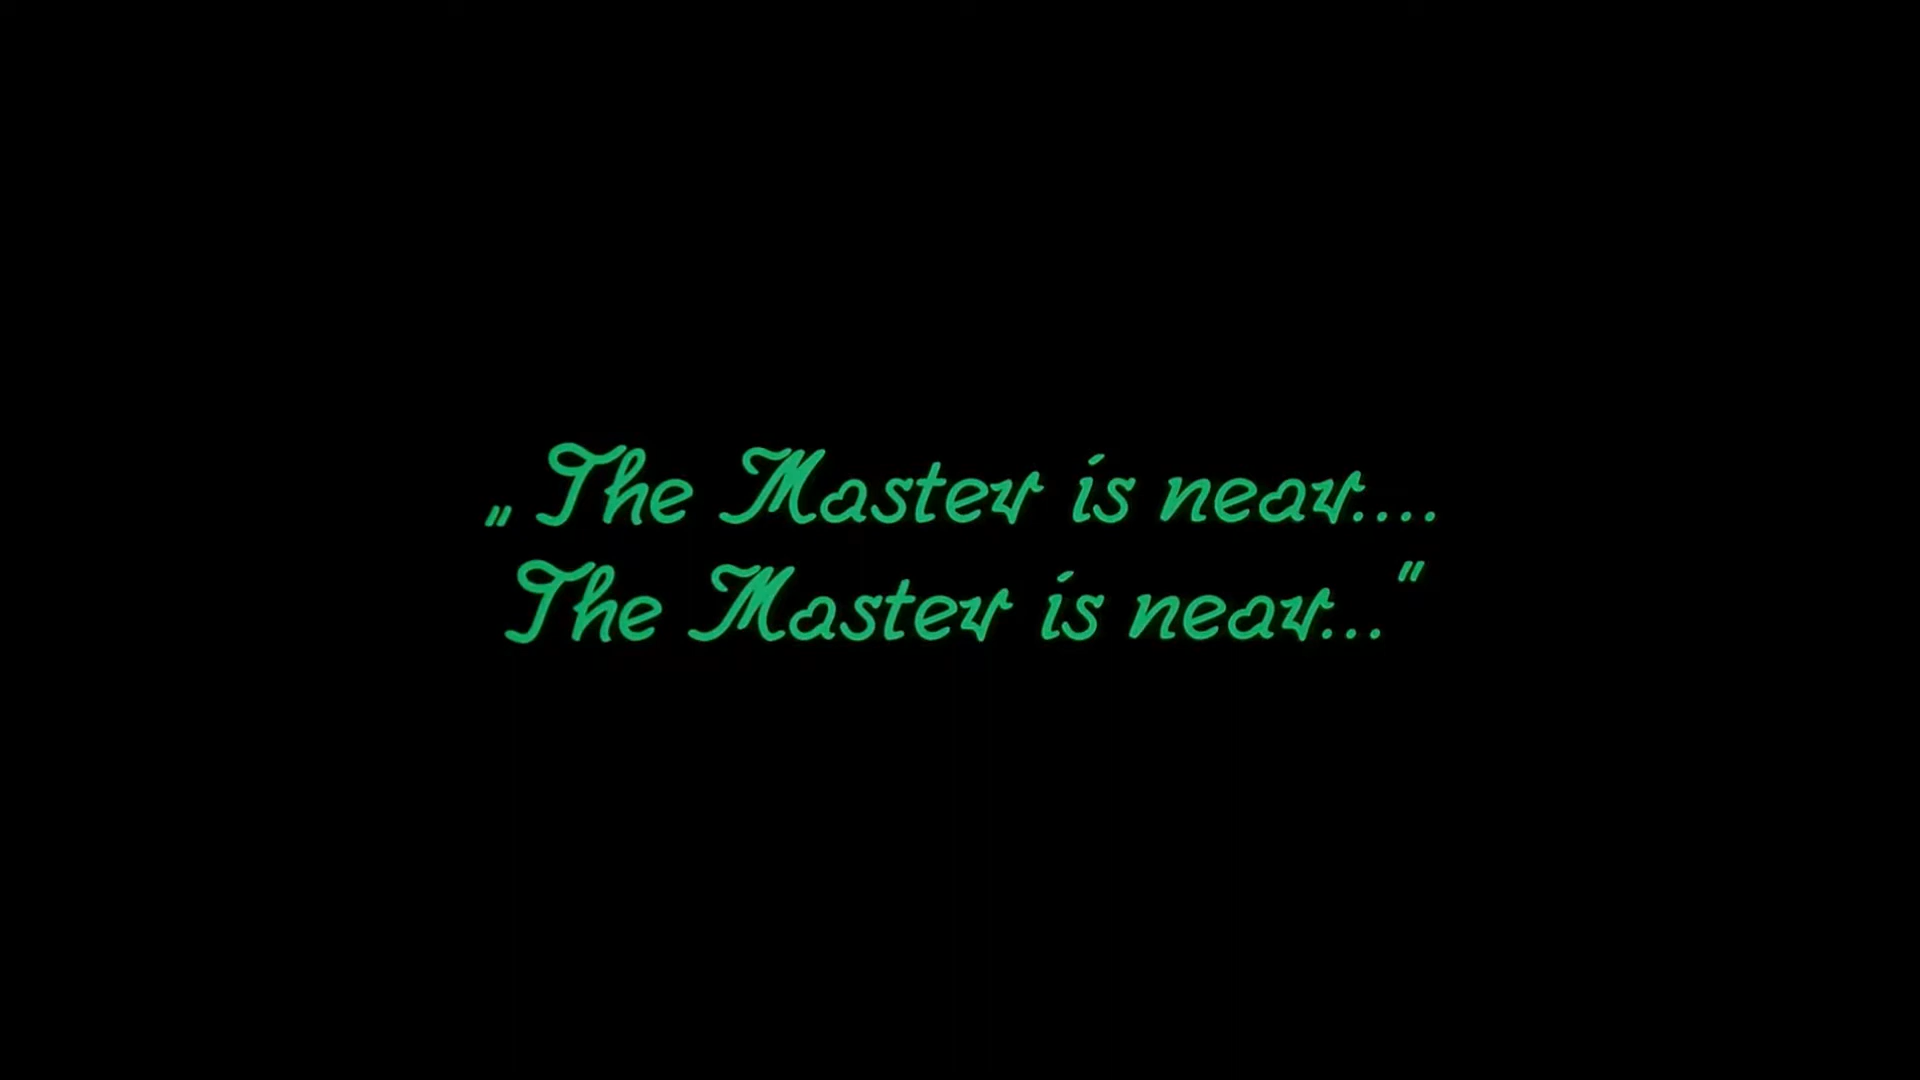 „The Master is near....
The Master is near..."